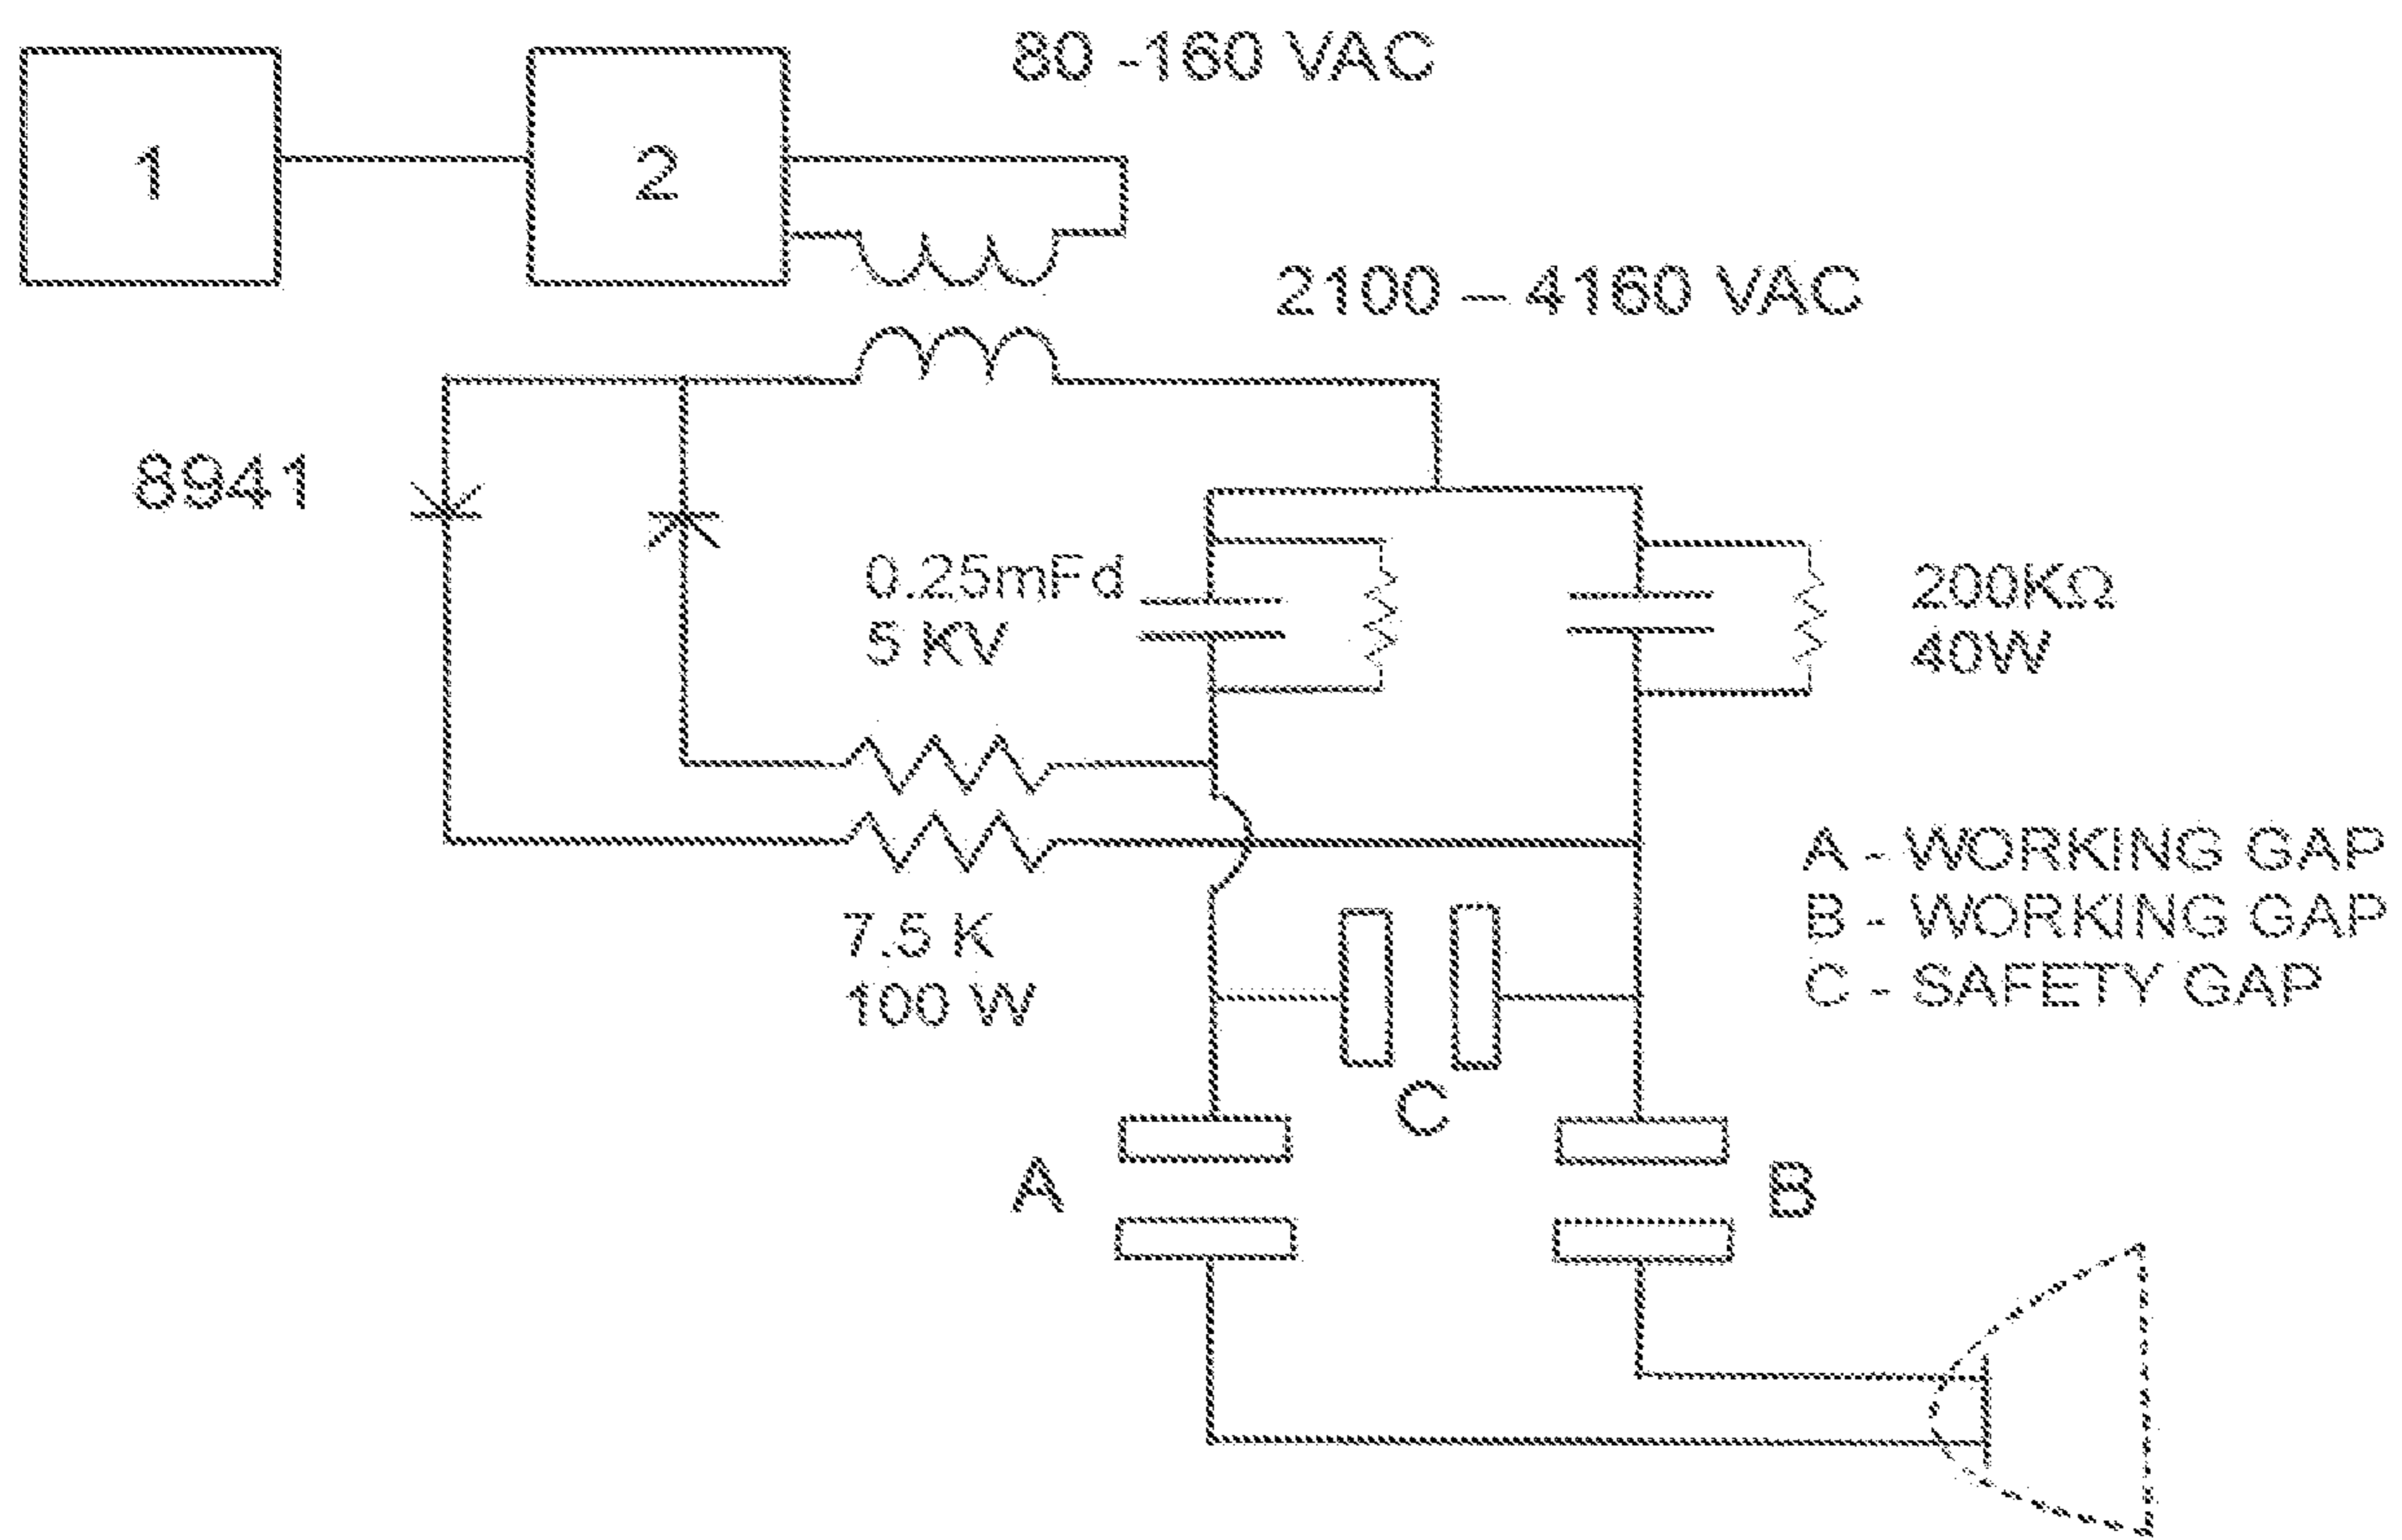 80 -160 VAC
1
2
2100 – 4160 VAC
8941
0.25mFd
5 KV
200KΩ
40W
7.5 K
100 W
A - WORKING GAP
B - WORKING GAP
C - SAFETY GAP
C
A
B